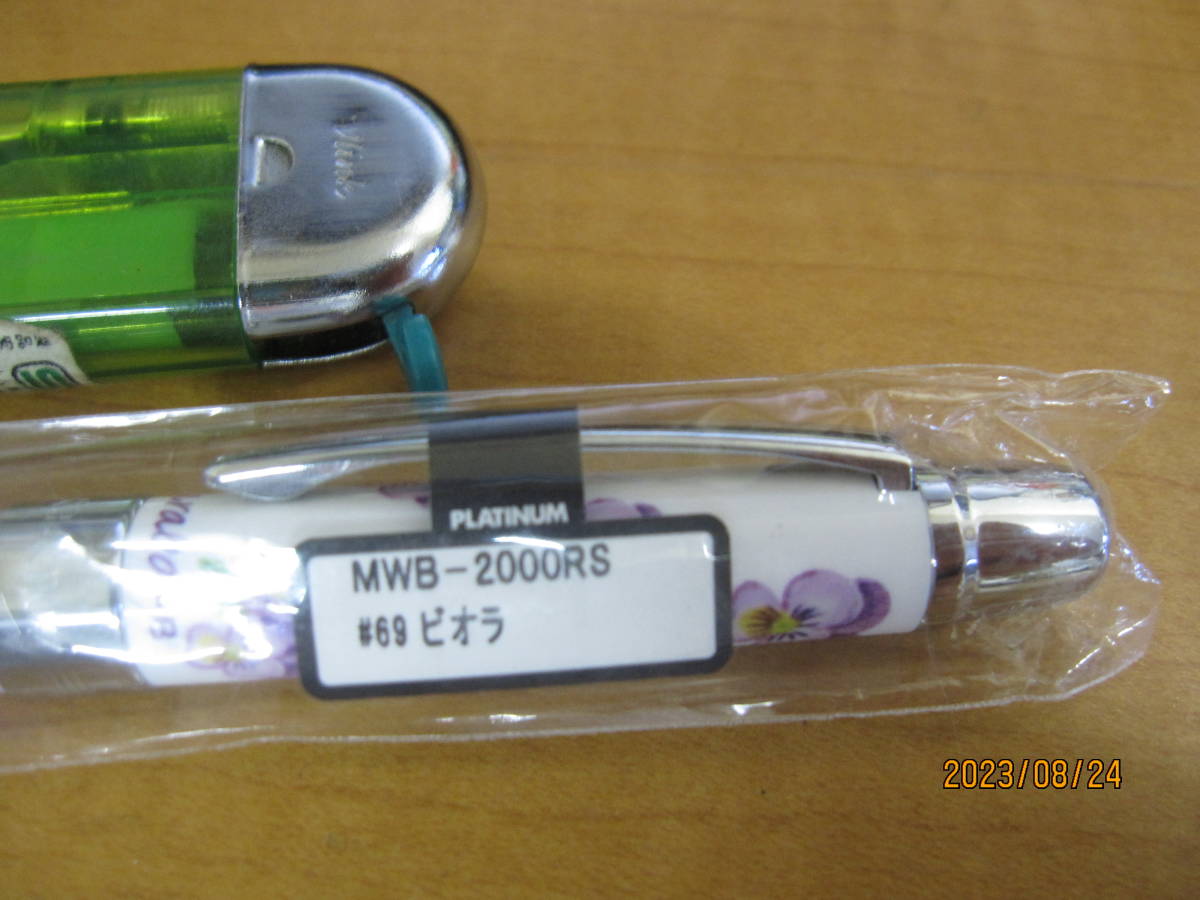 PLATINUM
MWB-2000RS
#69 ビオラ
2023/08/24